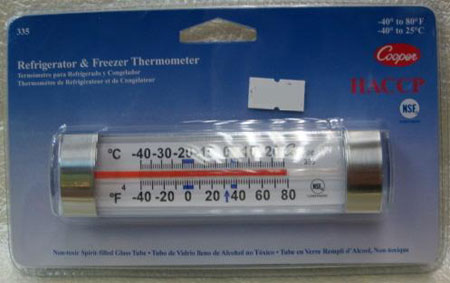 335
-40° to 80°F
-40° to 25°C
Cooper
Refrigerator & Freezer Thermometer
Termómetro para Refrigerado y Congelador
Thermomètre de Réfrigérateur et de Congélateur
HACCP
NSF
°C -40-30-20
°F -40 -20 0 20 40 60 80
NSF
Non-toxic Spirit-filled Glass Tube • Tubo de Vidrio lleno de Alcohol no Tóxico • Tube en Verre Rempli d'Alcool, Non-toxique